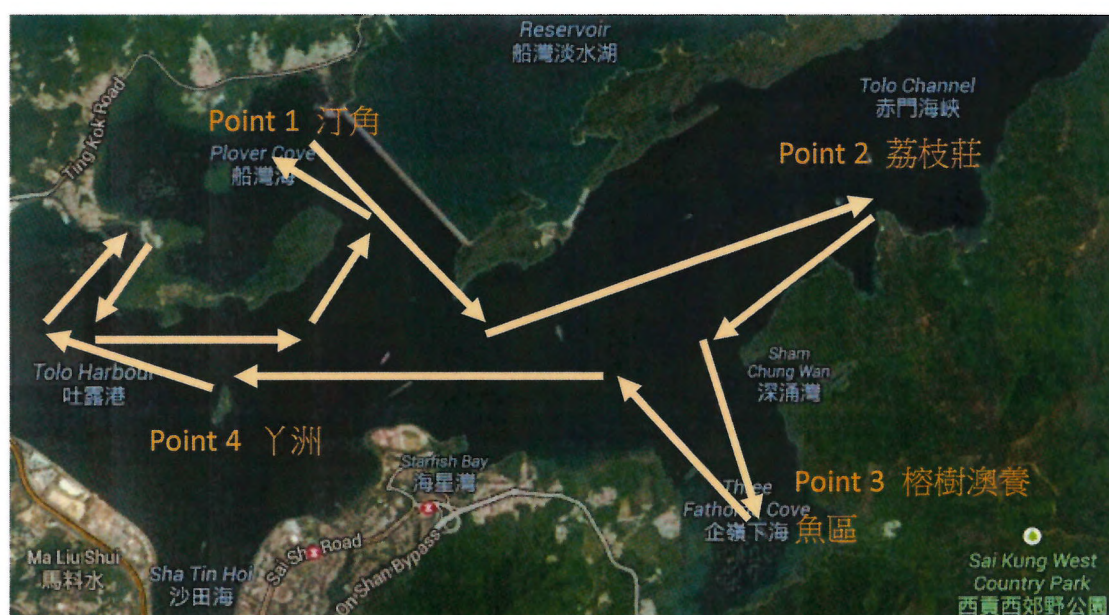 Reservoir
船灣淡水湖
Tolo Channel
赤門海峽
Ting Kok Road
Point 1 汀角
Plover Cove
船灣海
Point 2 荔枝莊
Sham
Chung Wan
深涌灣
Tolo Harbour
吐露港
Point 4 丫洲
Starfish Bay
海星灣
Point 3 榕樹澳養
魚區
Three
Fathoms Cove
企嶺下海
Ma Liu Shui
馬料水
Sha Tin Hoi
沙田海
Sai Sha Road
On Shan Bypass
Sai Kung West
Country Park
西貢西郊野公園